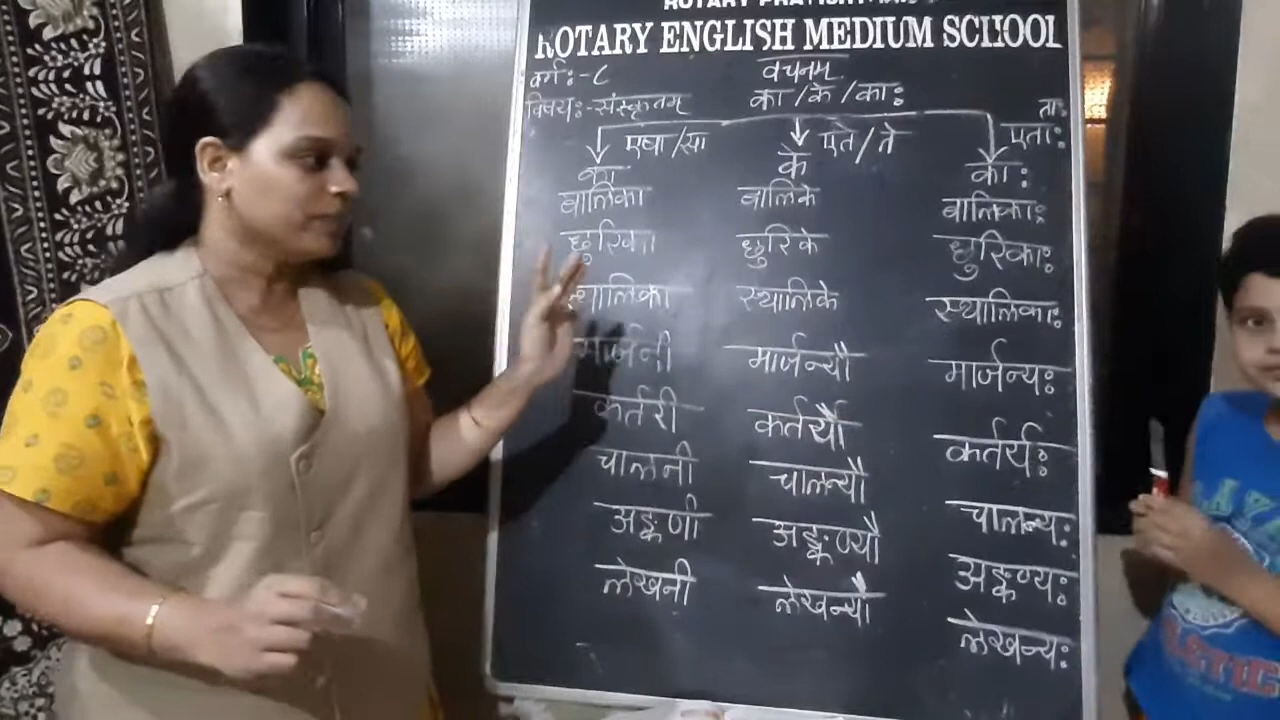 ROTARY ENGLISH MEDIUM SCHOOL
वर्गः-८ वचनम्
विषयः-संस्कृतम् का/के/काः ताः
एषा/सा एते/ते एताः
का के काः
बालिका बालिके बालिकाः
छुरिका छुरिके छुरिकाः
स्थालिका स्थालिके स्थालिकाः
मार्जनी मार्जन्यौ मार्जन्यः
कर्तरी कर्तर्यौ कर्तर्यः
चालनी चालन्यौ चालन्यः
अङ्कणी अङ्कण्यौ अङ्कण्यः
लेखनी लेखन्यौ लेखन्यः